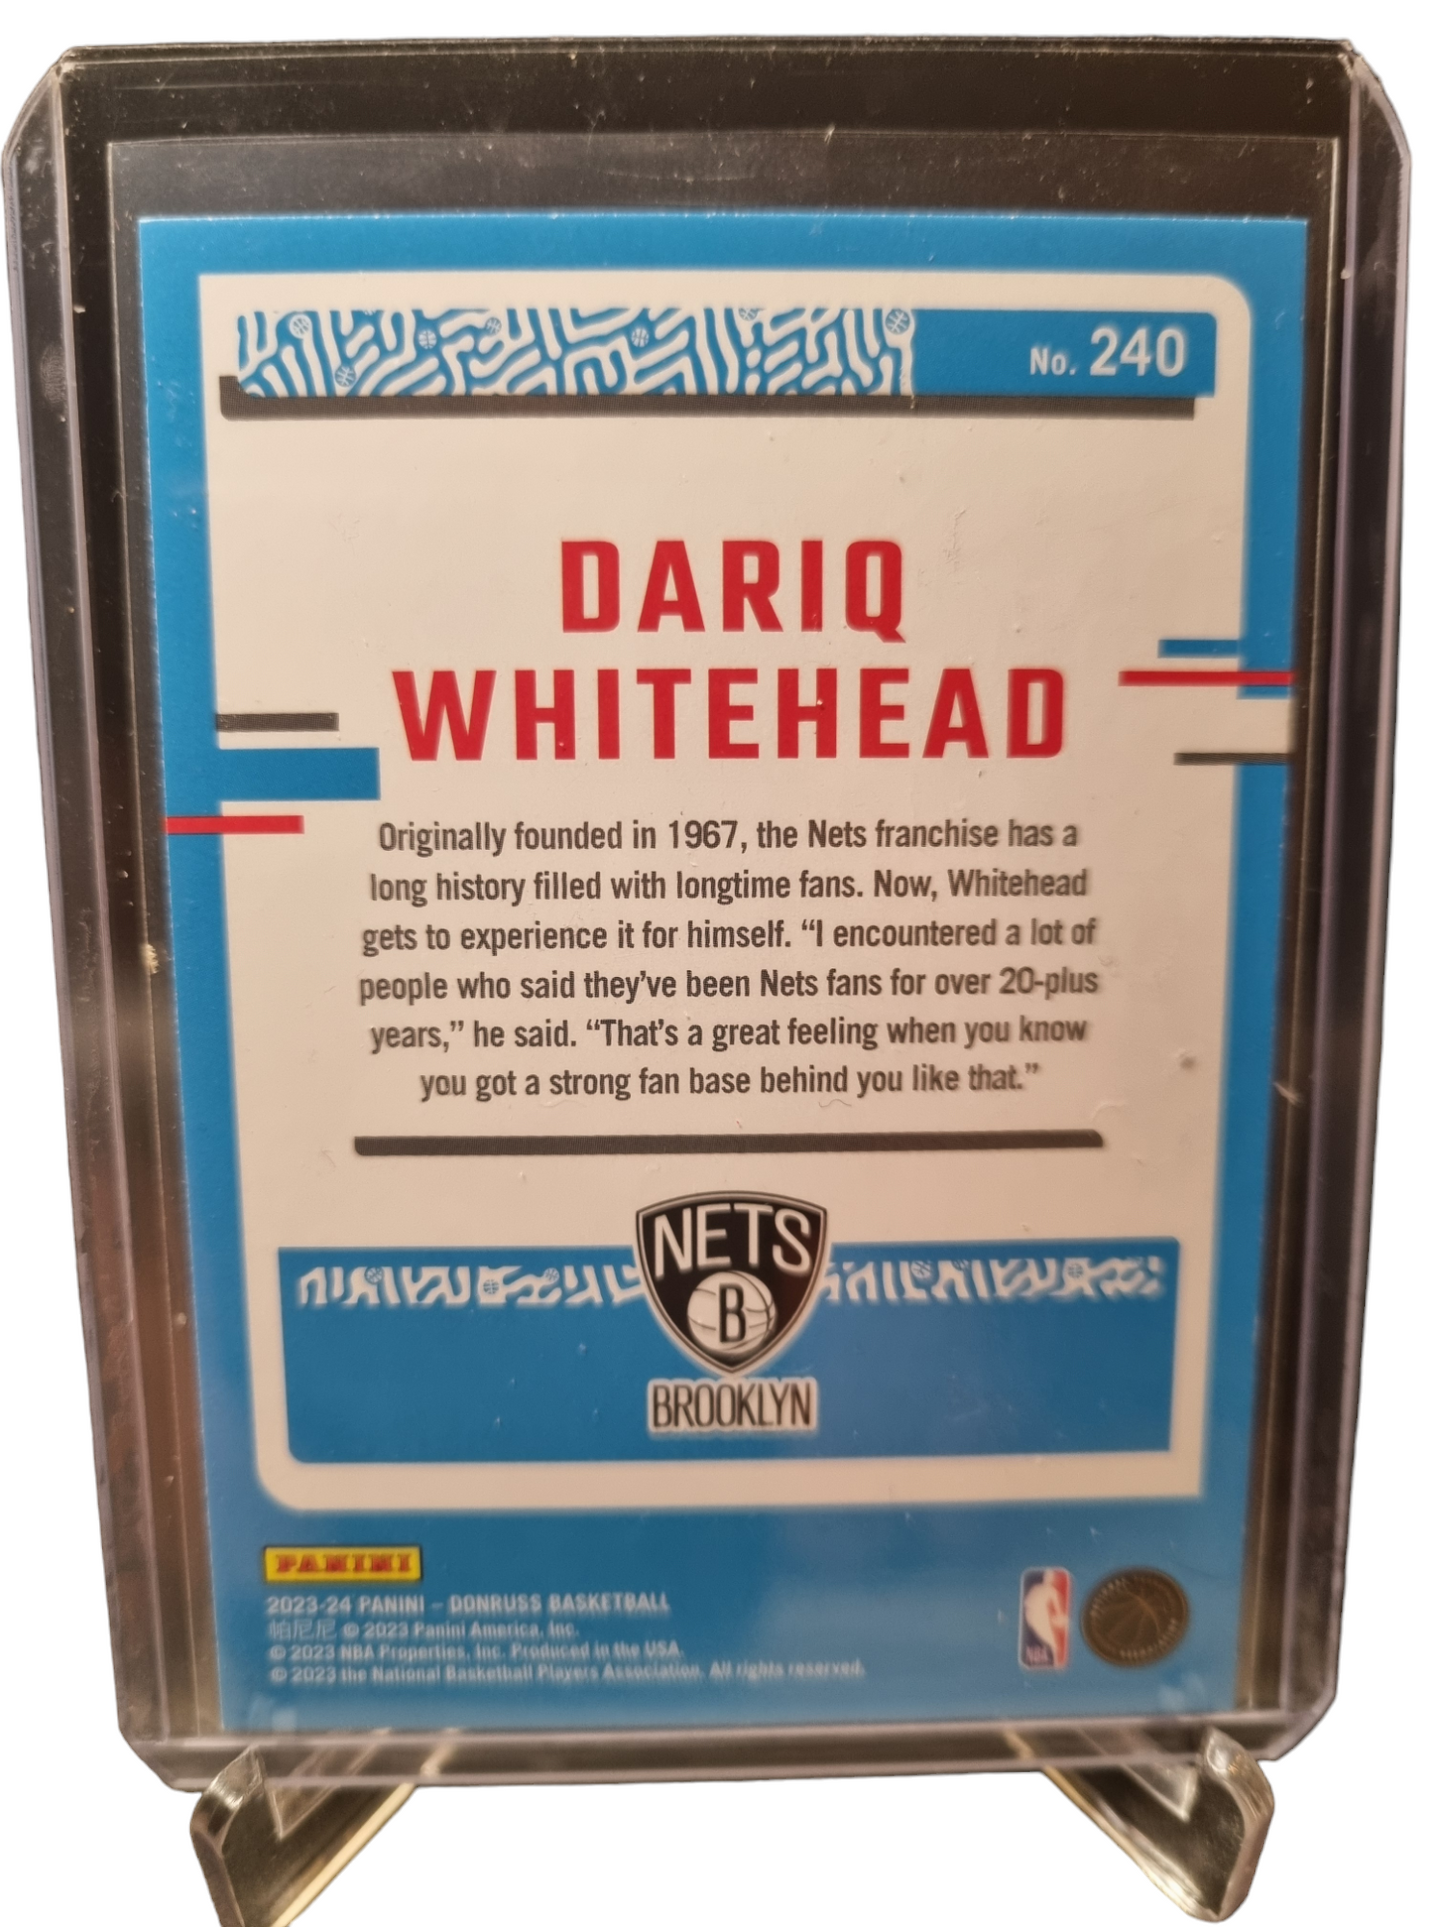 No. 240
DARIQ
WHITEHEAD
Originally founded in 1967, the Nets franchise has a
long history filled with longtime fans. Now, Whitehead
gets to experience it for himself. “I encountered a lot of
people who said they’ve been Nets fans for over 20-plus
years,” he said. “That’s a great feeling when you know
you got a strong fan base behind you like that.”
NETS
B
BROOKLYN
PANINI
2023-24 PANINI – DONRUSS BASKETBALL
帕尼尼 © 2023 Panini America, Inc.
© 2023 NBA Properties, Inc. Produced in the USA.
© 2023 the National Basketball Players Association. All rights reserved.
NBA